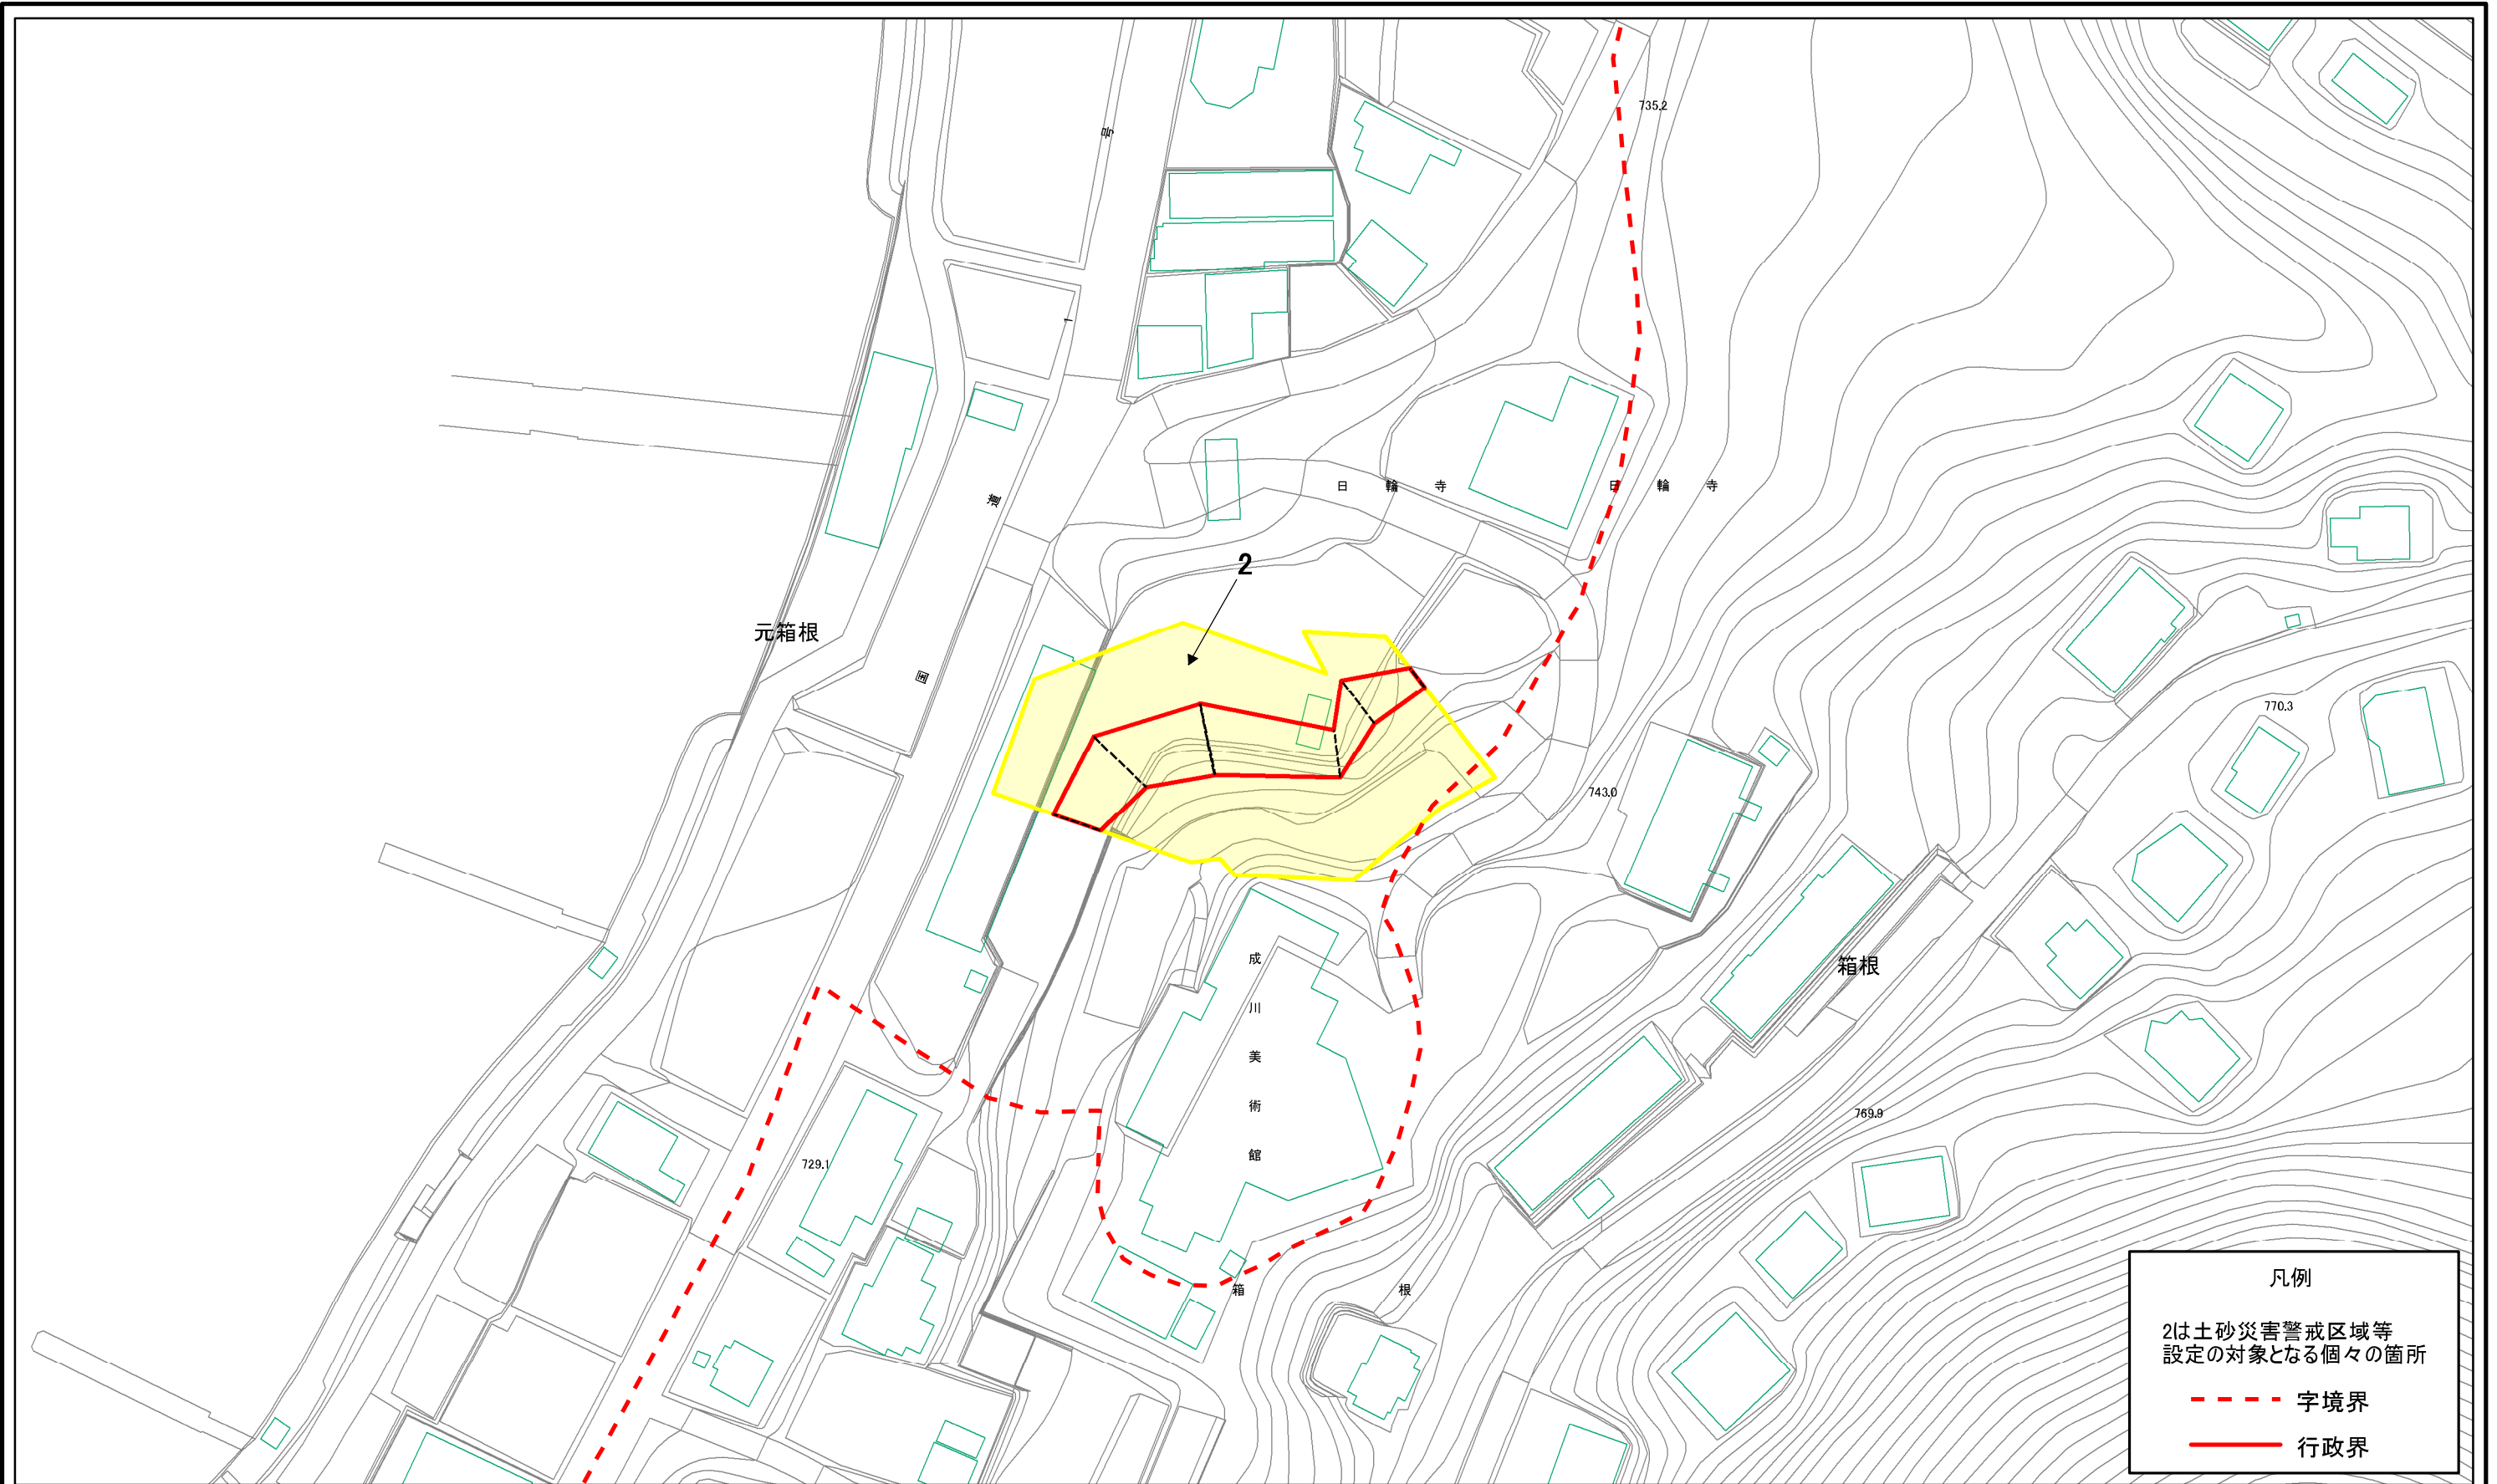 735.2
号
一
道
国
日輪寺
日輪寺
2
元箱根
770.3
743.0
箱根
成川美術館
769.9
729.1
箱根
凡例
2は土砂災害警戒区域等
設定の対象となる個々の箇所
字境界
行政界